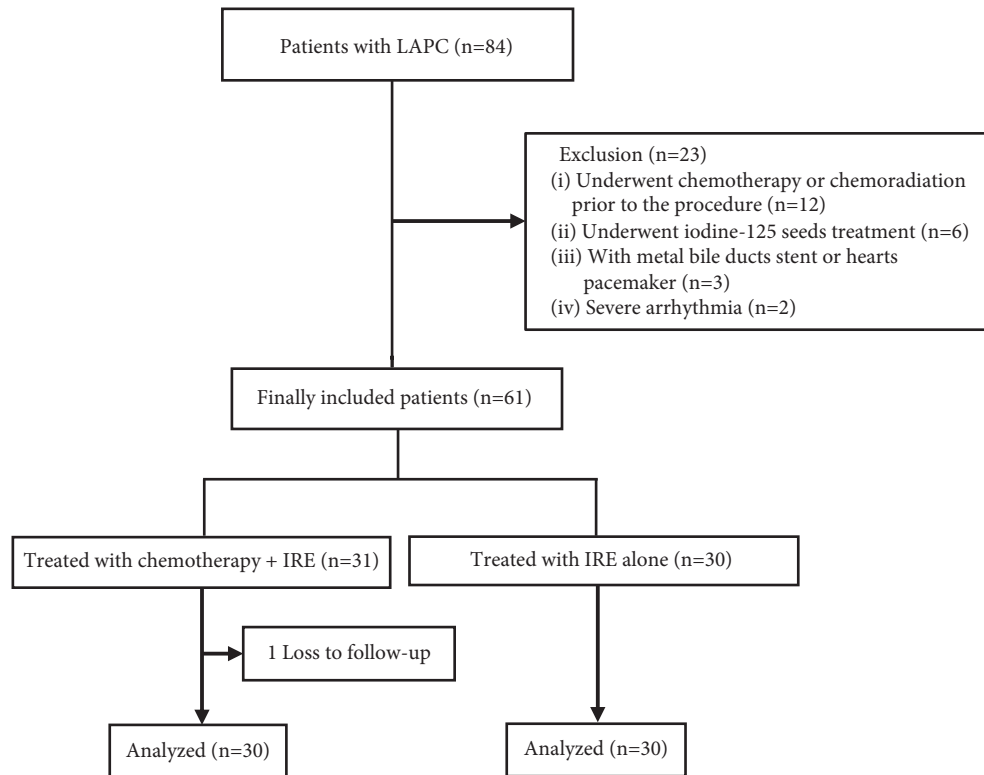 Patients with LAPC (n=84)
Exclusion (n=23)
(i) Underwent chemotherapy or chemoradiation
prior to the procedure (n=12)
(ii) Underwent iodine-125 seeds treatment (n=6)
(iii) With metal bile ducts stent or hearts
pacemaker (n=3)
(iv) Severe arrhythmia (n=2)
Finally included patients (n=61)
Treated with chemotherapy + IRE (n=31)
Treated with IRE alone (n=30)
1 Loss to follow-up
Analyzed (n=30)
Analyzed (n=30)